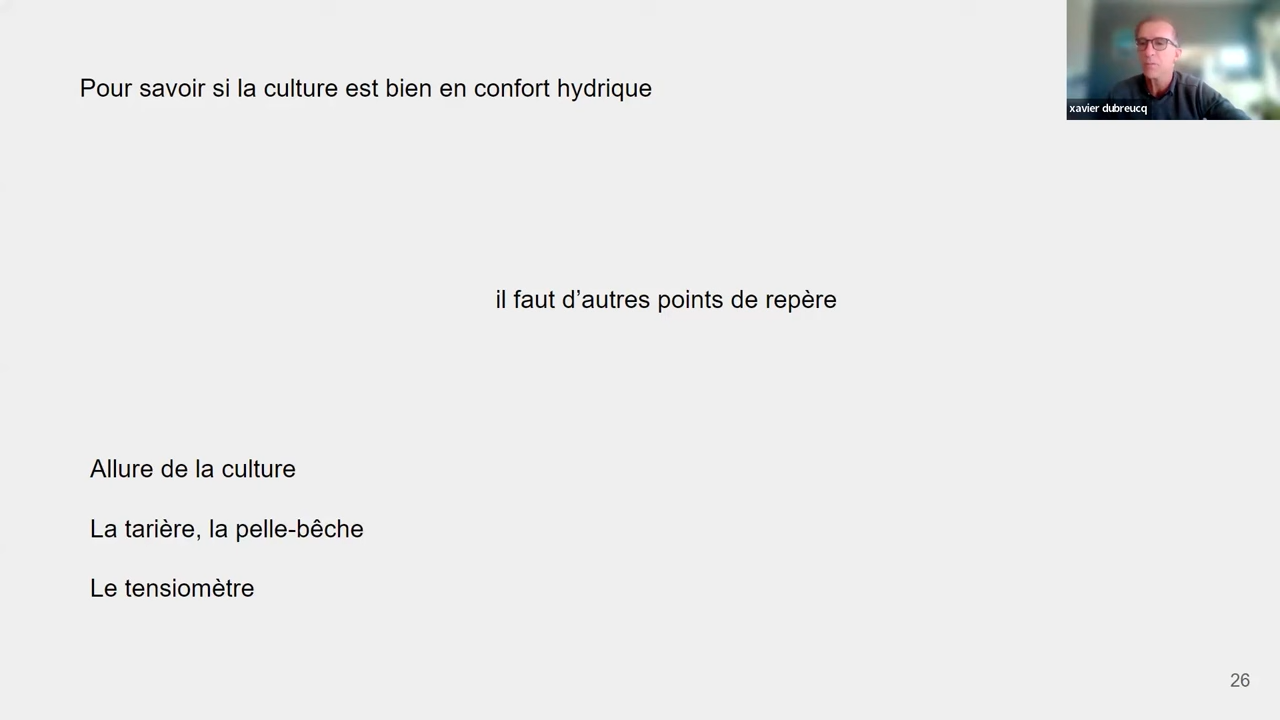 Pour savoir si la culture est bien en confort hydrique
xavier dubreucq
il faut d’autres points de repère
Allure de la culture
La tarière, la pelle-bêche
Le tensiomètre
26